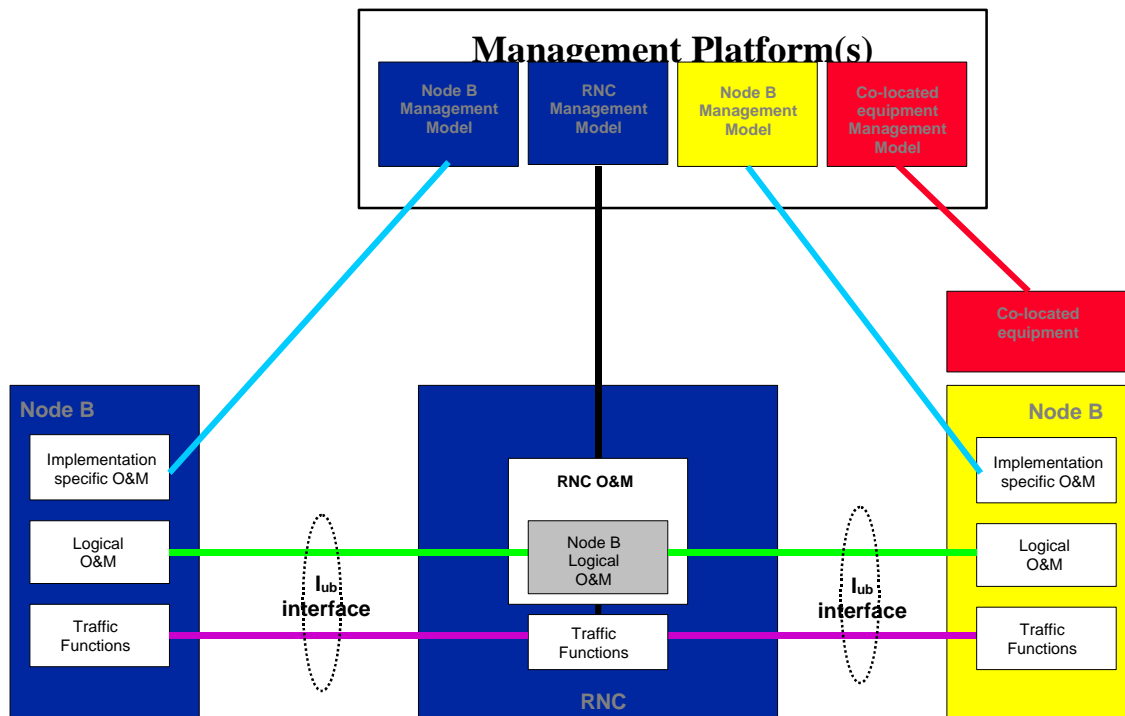 Management Platform(s)
Node B
Management
Model
RNC
Management
Model
Node B
Management
Model
Co-located
equipment
Management
Model
Co-located
equipment
Node B
Implementation
specific O&M
Logical
O&M
Traffic
Functions
Iub
interface
RNC O&M
Node B
Logical
O&M
Traffic
Functions
RNC
Iub
interface
Node B
Implementation
specific O&M
Logical
O&M
Traffic
Functions